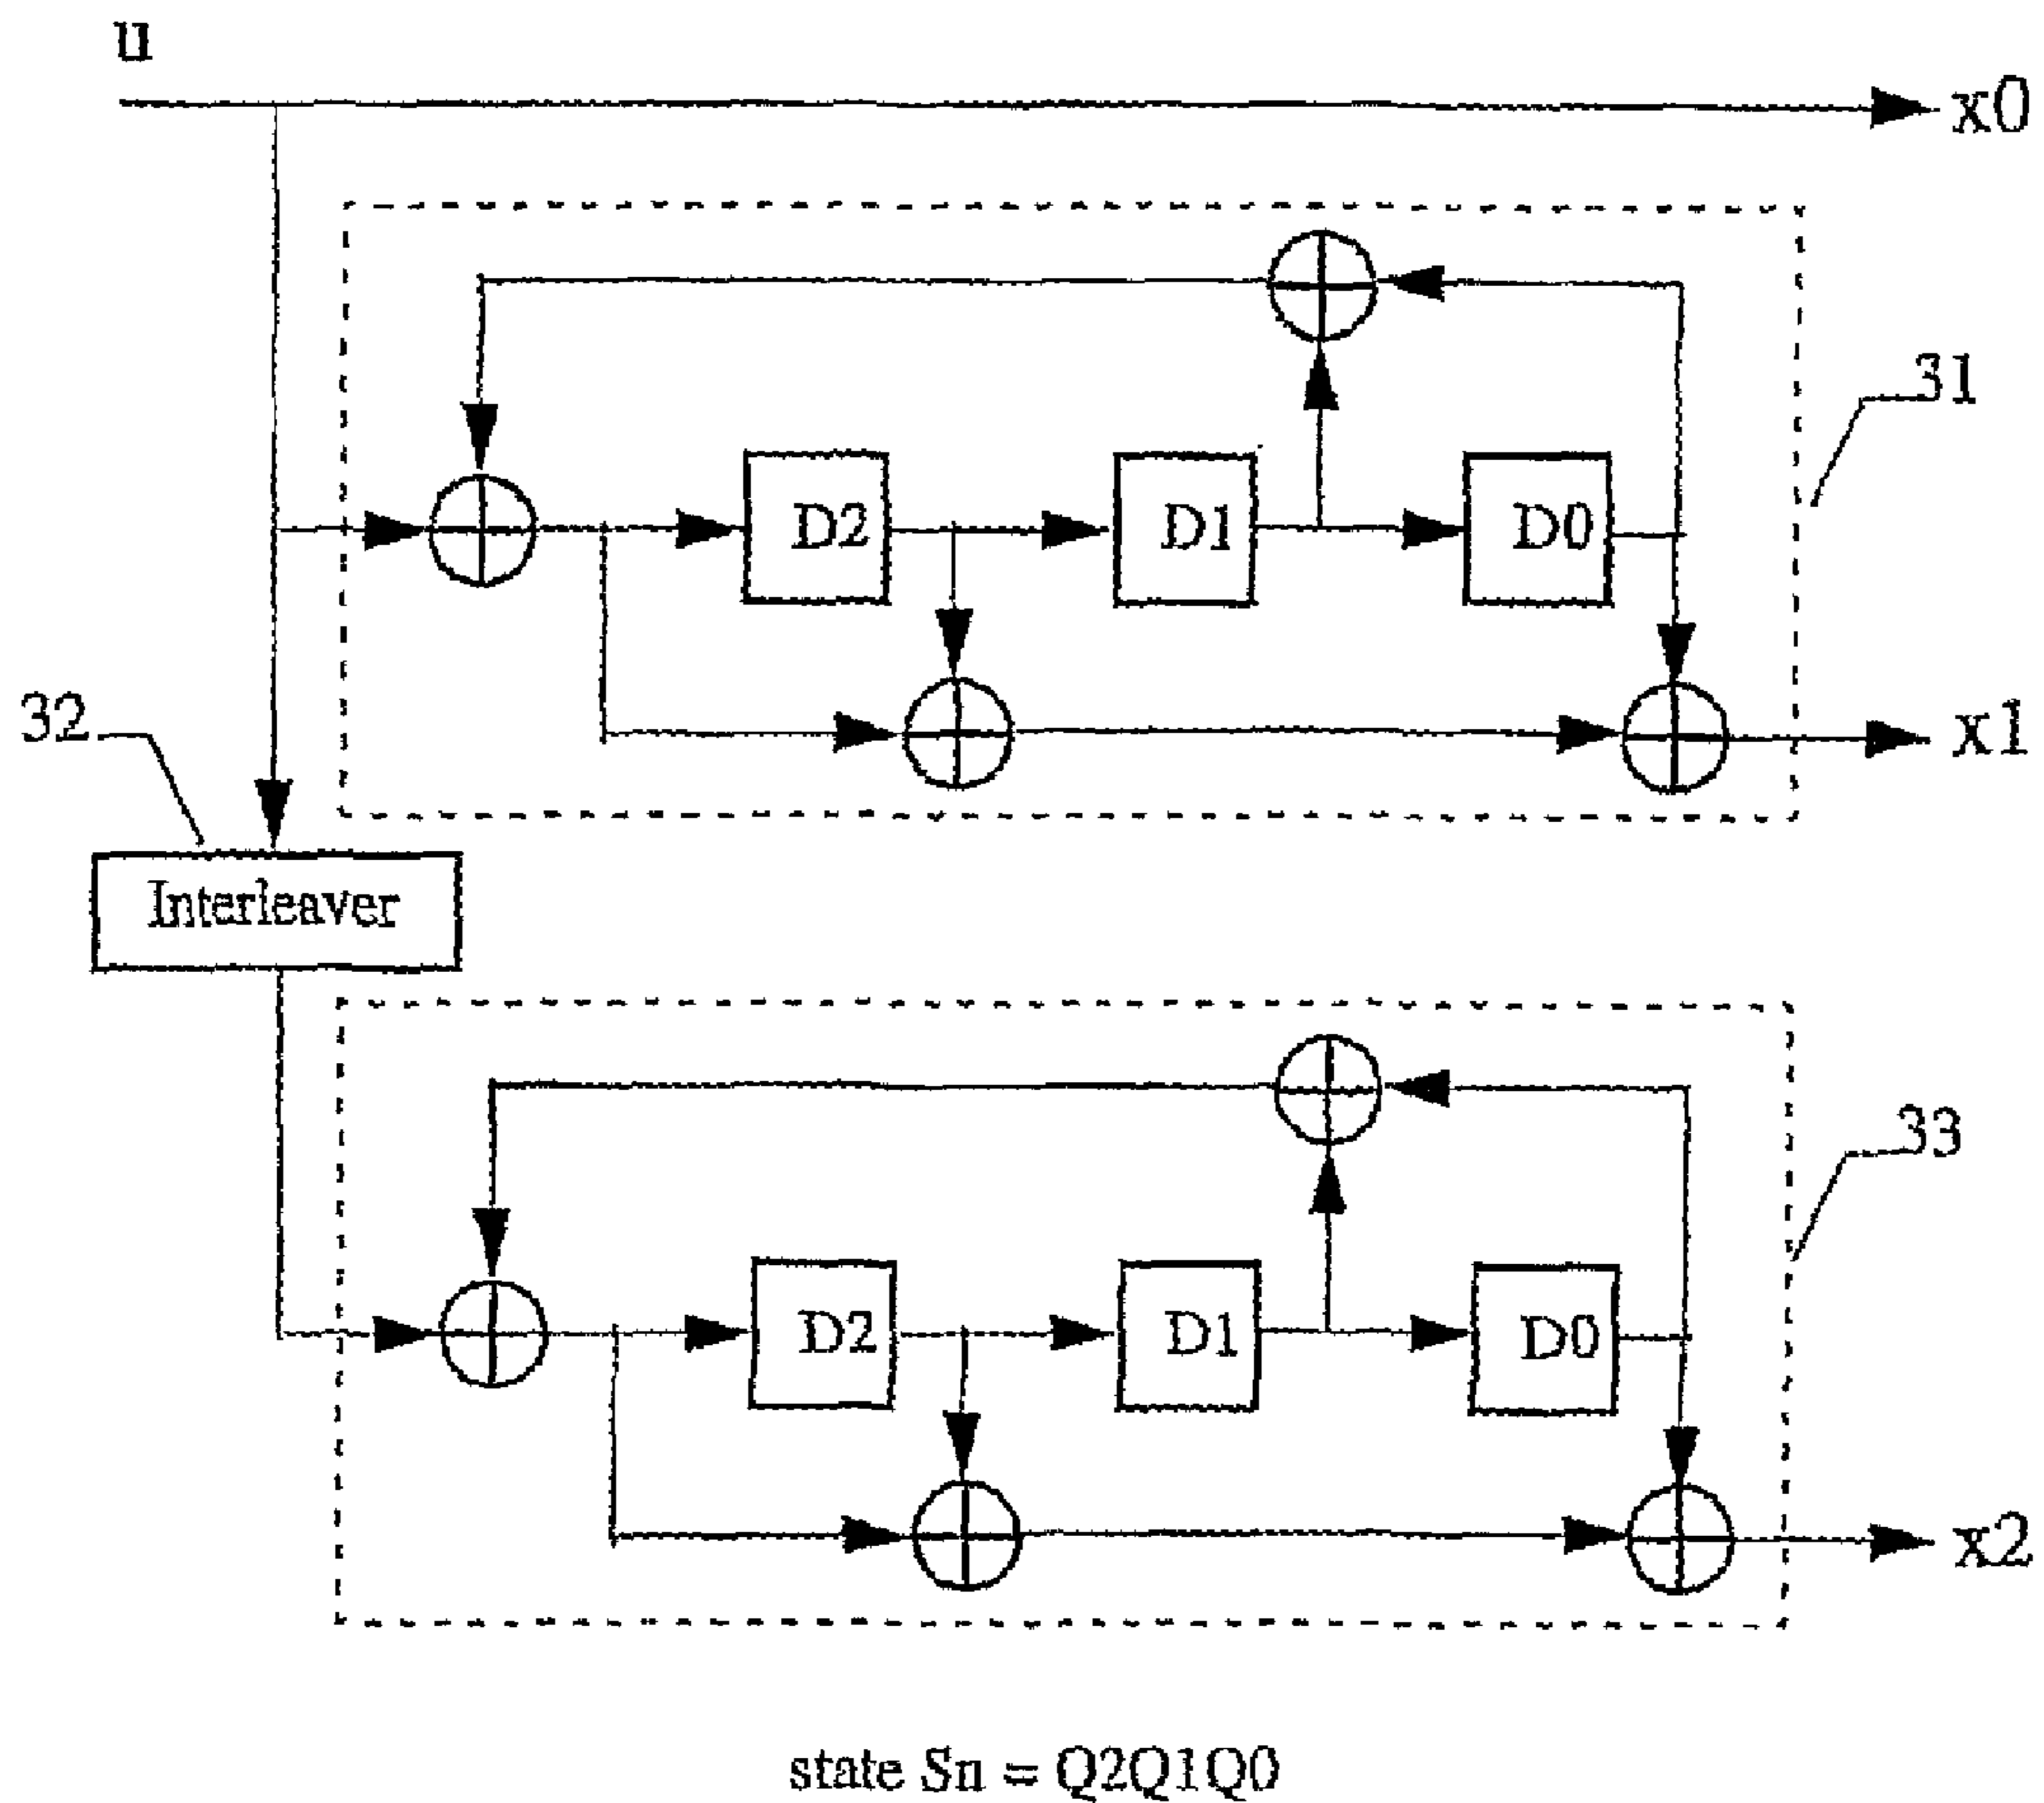 u
x0
31
D2 D1 D0
32
x1
Interleaver
33
D2 D1 D0
x2
state Sn = Q2Q1Q0